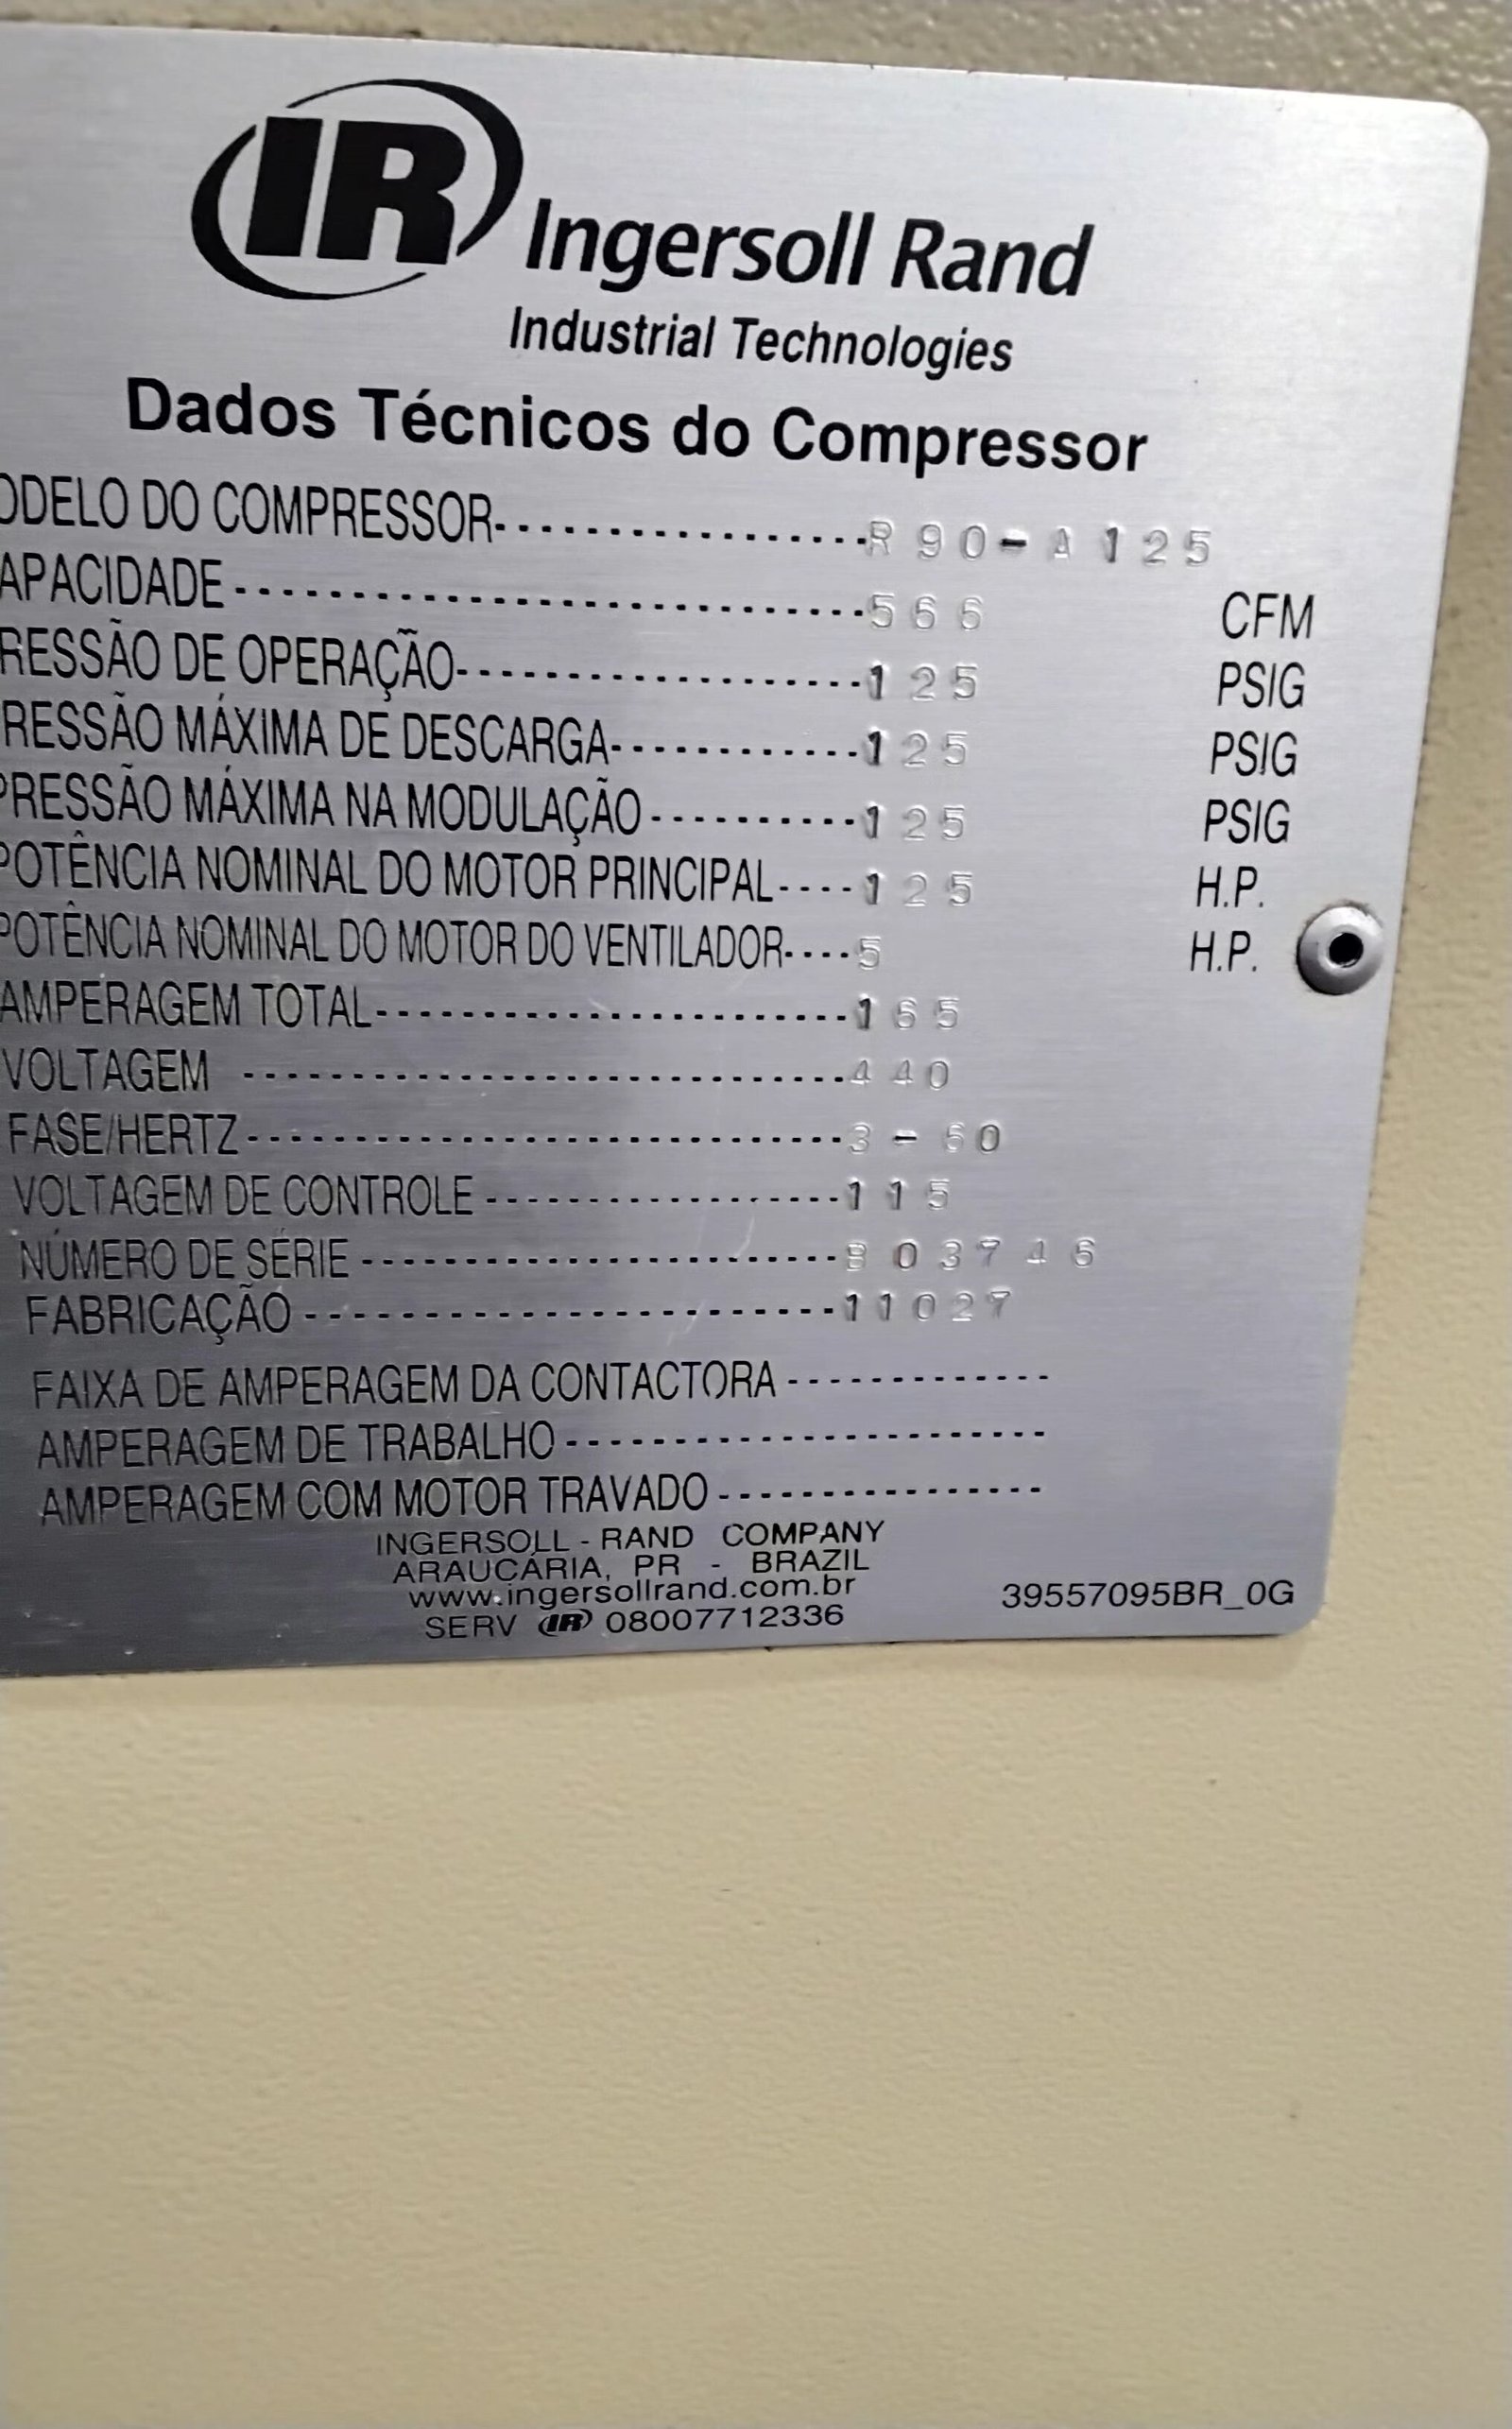 IR Ingersoll Rand
Industrial Technologies
Dados Técnicos do Compressor
ODELO DO COMPRESSOR-----------------R90-A125
APACIDADE---------------------------566 CFM
RESSÃO DE OPERAÇÃO------------------125 PSIG
RESSÃO MÁXIMA DE DESCARGA-----------125 PSIG
PRESSÃO MÁXIMA NA MODULAÇÃO----------125 PSIG
POTÊNCIA NOMINAL DO MOTOR PRINCIPAL----125 H.P.
POTÊNCIA NOMINAL DO MOTOR DO VENTILADOR----5 H.P.
AMPERAGEM TOTAL----------------------165
VOLTAGEM ----------------------------440
FASE/HERTZ----------------------------3-60
VOLTAGEM DE CONTROLE-----------------115
NÚMERO DE SÉRIE----------------------B03746
FABRICAÇÃO-------------------------11027
FAIXA DE AMPERAGEM DA CONTACTORA-------------
AMPERAGEM DE TRABALHO-----------------------
AMPERAGEM COM MOTOR TRAVADO----------------
INGERSOLL - RAND COMPANY
ARAUCÁRIA, PR - BRAZIL
www.ingersollrand.com.br
SERV IR 08007712336
39557095BR_0G